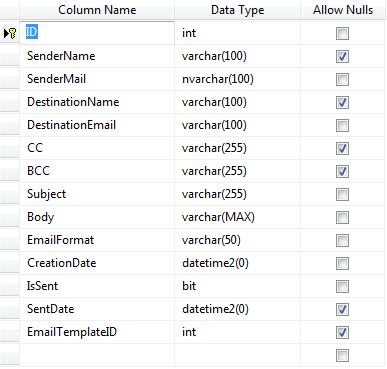 Column Name Data Type Allow Nulls
ID int
SenderName varchar(100)
SenderMail nvarchar(100)
DestinationName varchar(100)
DestinationEmail varchar(100)
CC varchar(255)
BCC varchar(255)
Subject varchar(255)
Body varchar(MAX)
EmailFormat varchar(50)
CreationDate datetime2(0)
IsSent bit
SentDate datetime2(0)
EmailTemplateID int